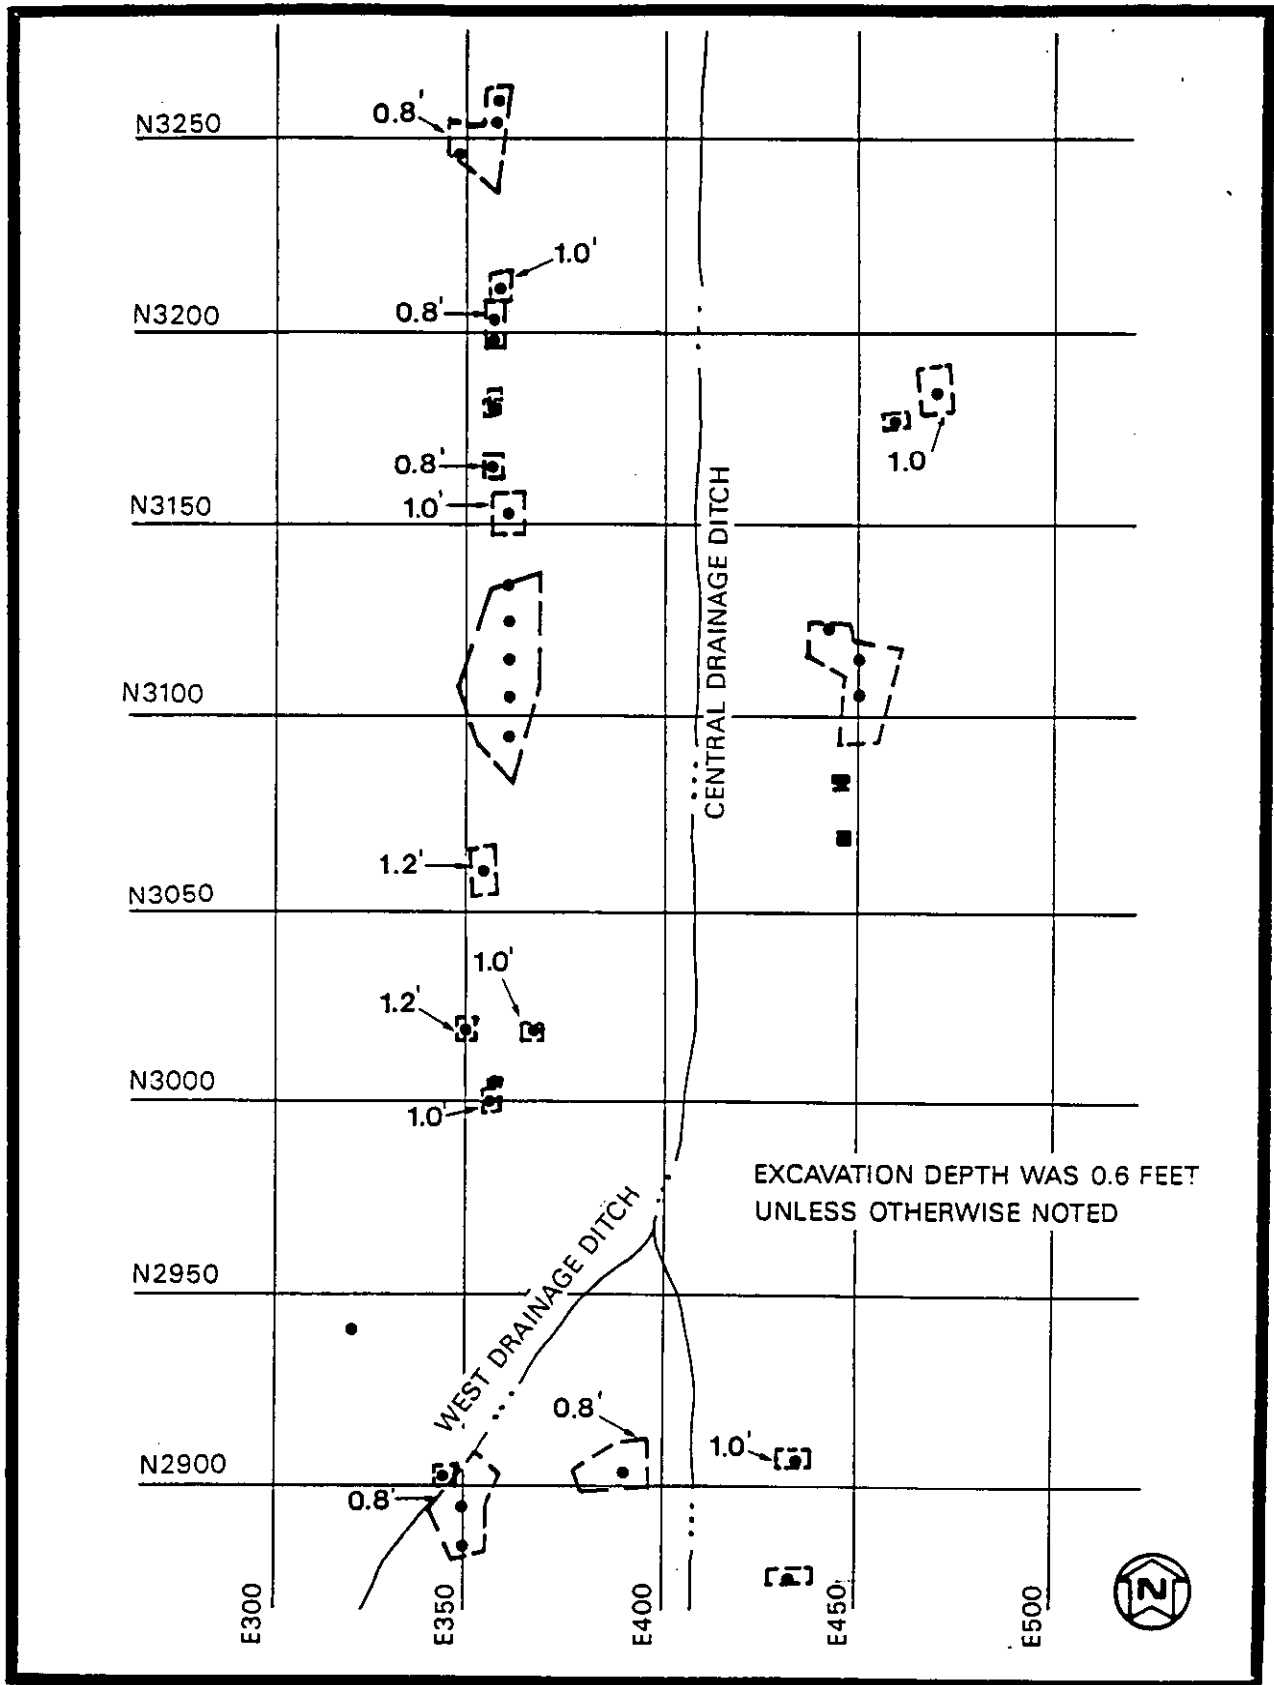 0.8'
N3250
1.0'
0.8'
N3200
0.8'
1.0
1.0'
N3150
CENTRAL DRAINAGE DITCH
N3100
1.2'
N3050
1.0'
1.2'
N3000
1.0'
EXCAVATION DEPTH WAS 0.6 FEET
UNLESS OTHERWISE NOTED
WEST DRAINAGE DITCH
N2950
0.8'
1.0'
N2900
0.8'
E300
E350
E400
E450
E500
N